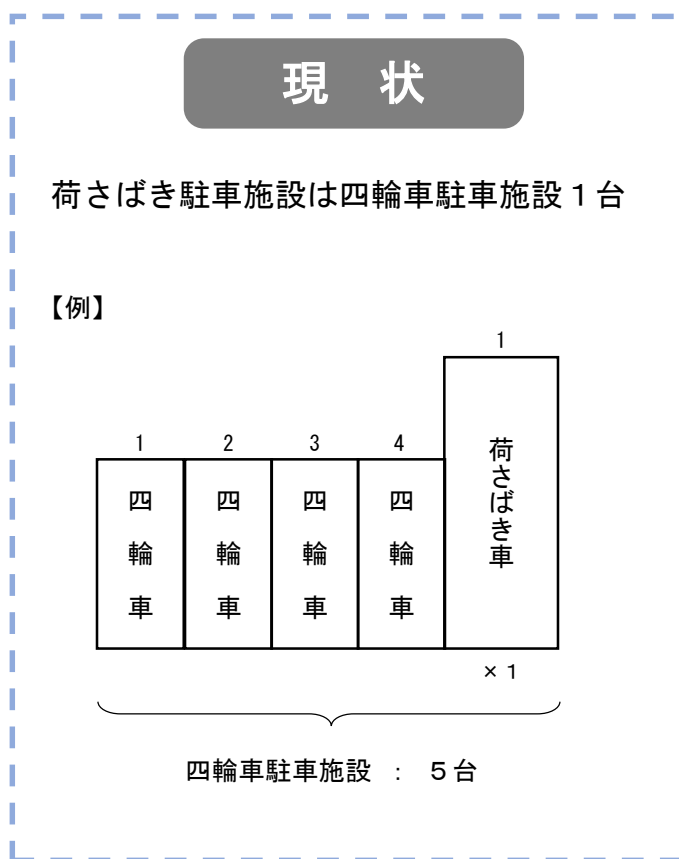 現　状
荷さばき駐車施設は四輪車駐車施設１台
【例】
1
1 2 3 4
四輪車 四輪車 四輪車 四輪車 荷さばき車
×１
四輪車駐車施設　：　５台